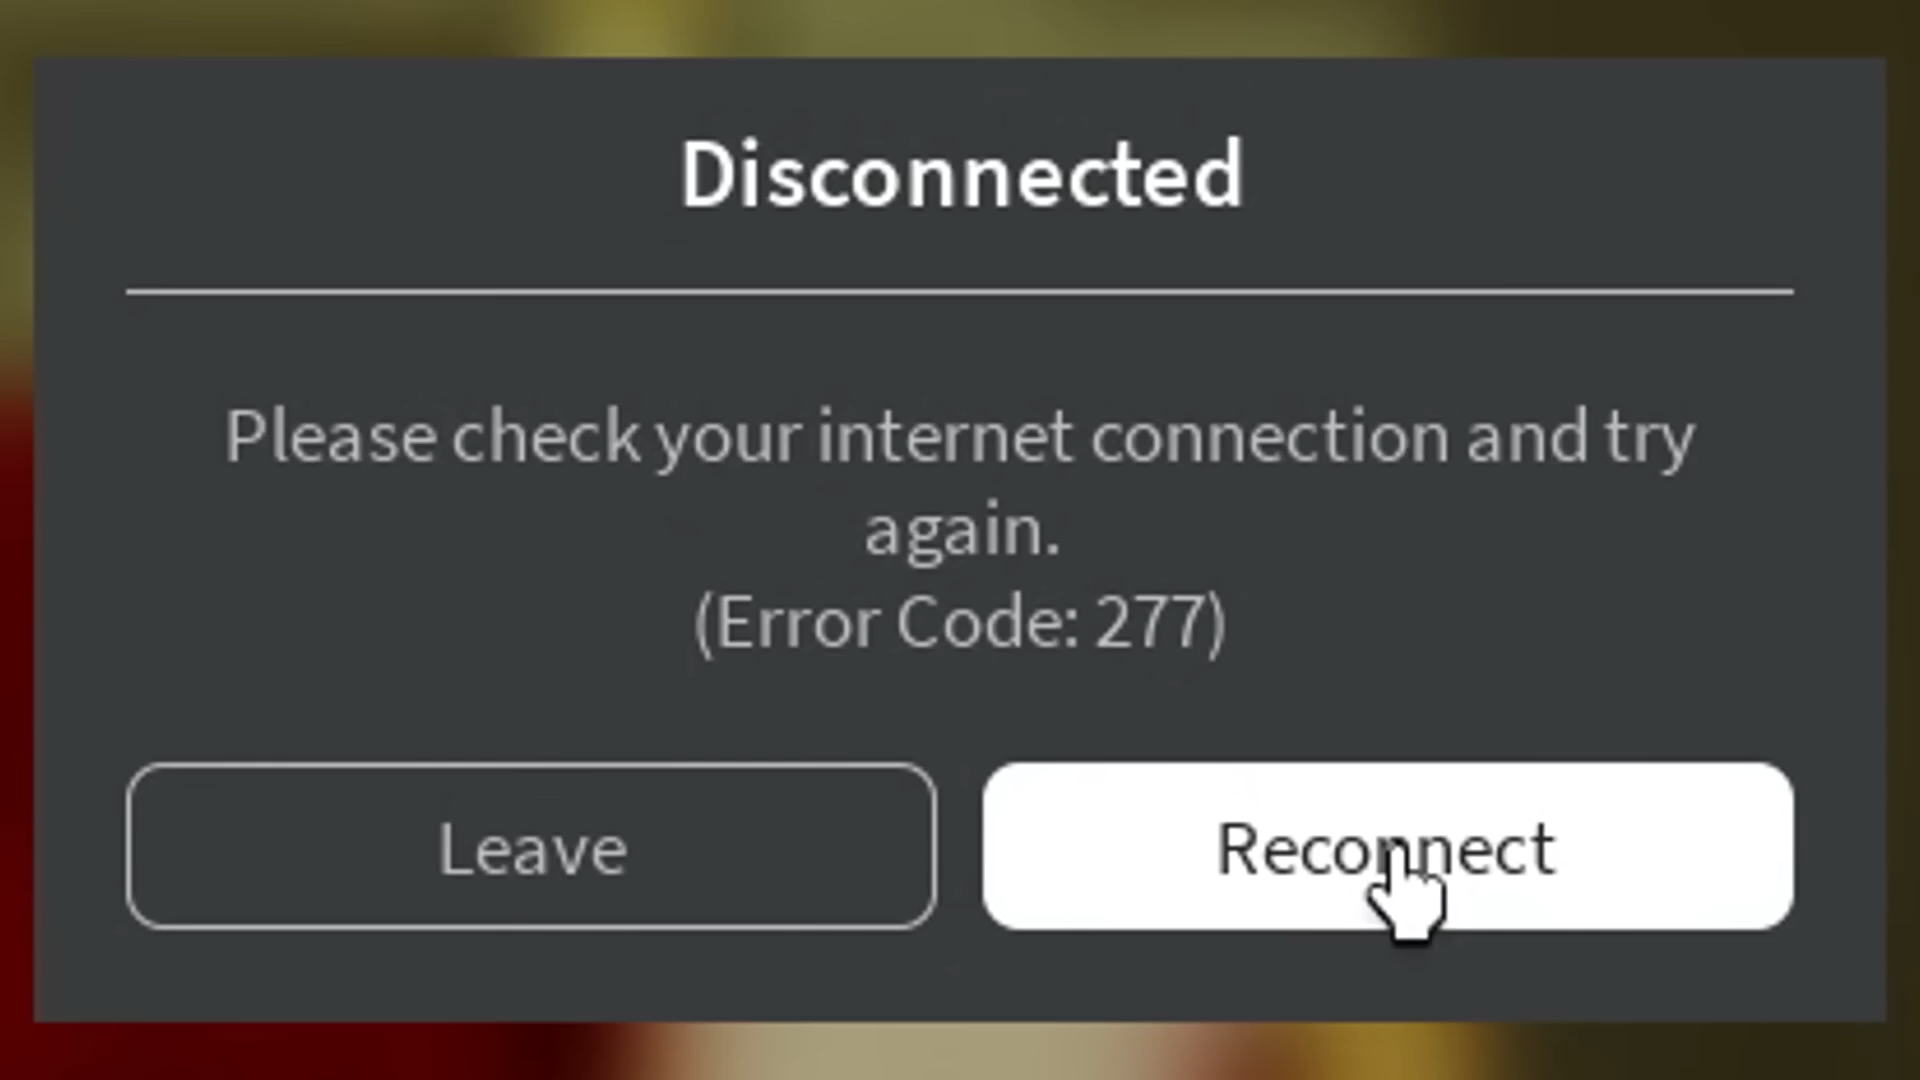 Disconnected
Please check your internet connection and try
again.
(Error Code: 277)
Leave
Reconnect